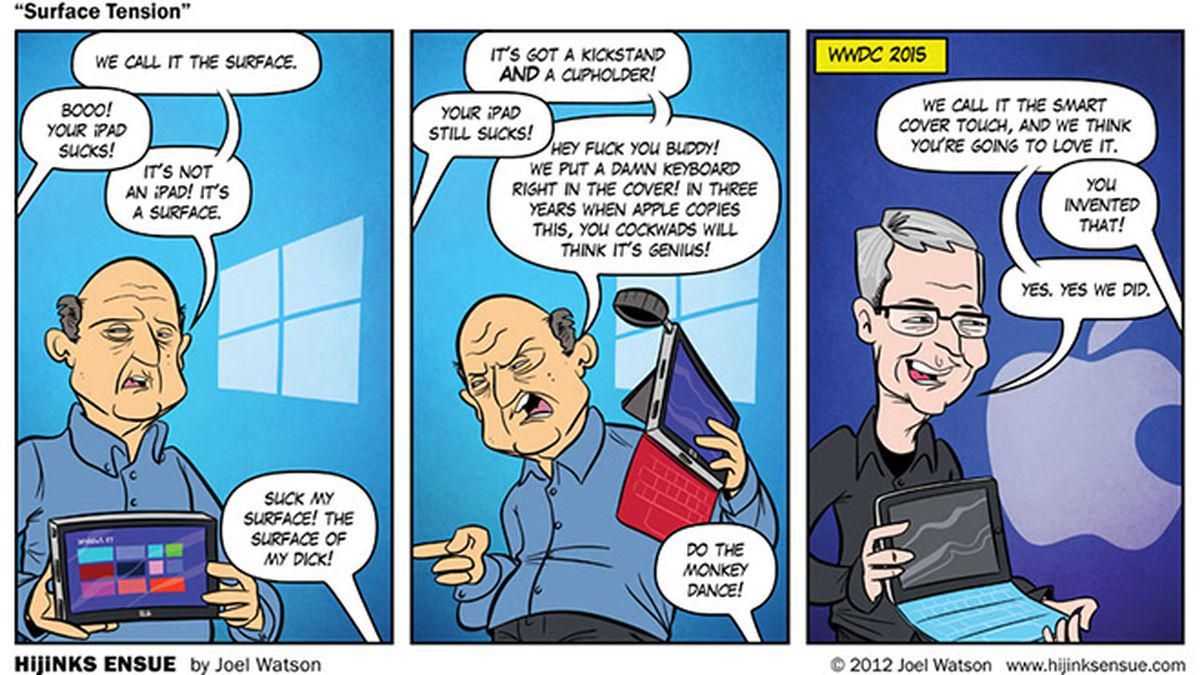 "Surface Tension"
WE CALL IT THE SURFACE.
BOOO!
YOUR iPAD
SUCKS!
IT'S NOT
AN iPAD! IT'S
A SURFACE.
SUCK MY
SURFACE! THE
SURFACE OF
MY DICK!
IT'S GOT A KICKSTAND
AND A CUPHOLDER!
YOUR iPAD
STILL SUCKS!
HEY FUCK YOU BUDDY!
WE PUT A DAMN KEYBOARD
RIGHT IN THE COVER! IN THREE
YEARS WHEN APPLE COPIES
THIS, YOU COCKWADS WILL
THINK IT'S GENIUS!
DO THE
MONKEY
DANCE!
WWDC 2015
WE CALL IT THE SMART
COVER TOUCH, AND WE THINK
YOU'RE GOING TO LOVE IT.
YOU
INVENTED
THAT!
YES. YES WE DID.
HijiNKS ENSUE by Joel Watson
© 2012 Joel Watson www.hijinksensue.com